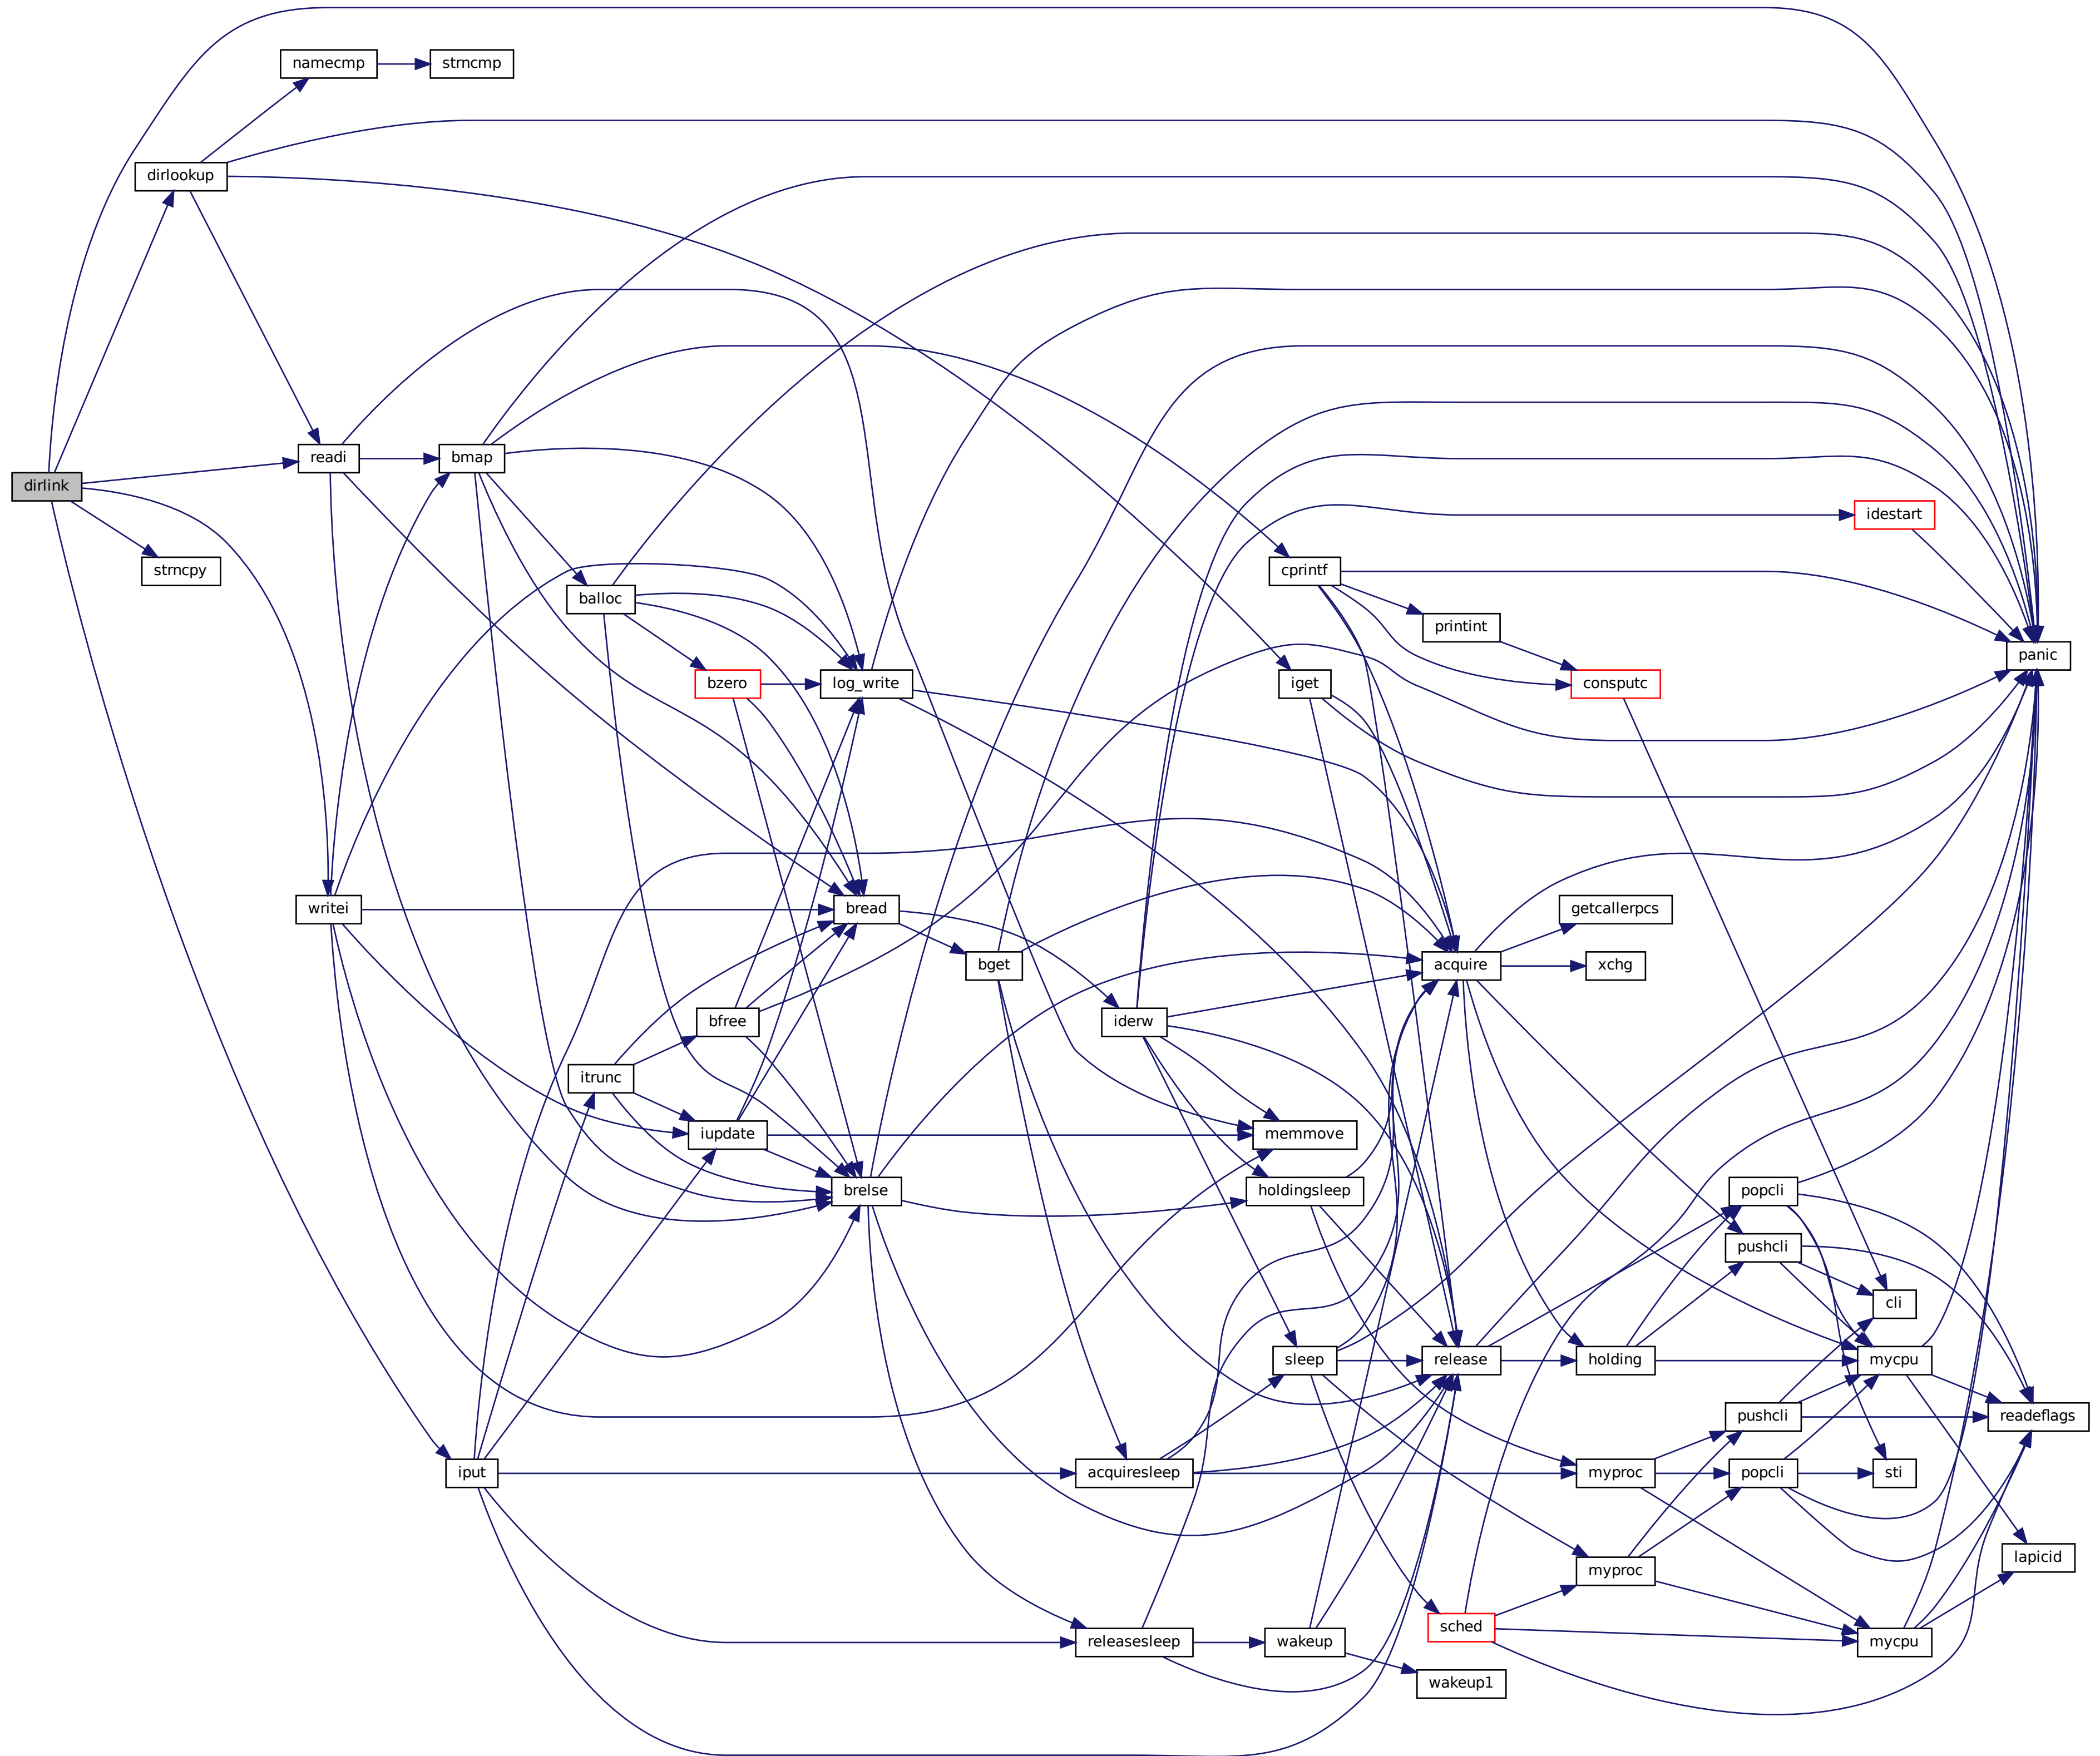 namecmp
strncmp
dirlookup
readi
bmap
dirlink
idestart
strncpy
cprintf
balloc
printint
panic
bzero
log_write
iget
consputc
writei
bread
getcallerpcs
bget
acquire
xchg
bfree
iderw
itrunc
iupdate
memmove
brelse
holdingsleep
popcli
pushcli
cli
sleep
release
holding
mycpu
pushcli
readeflags
iput
acquiresleep
myproc
popcli
sti
myproc
lapicid
sched
releasesleep
wakeup
mycpu
wakeup1